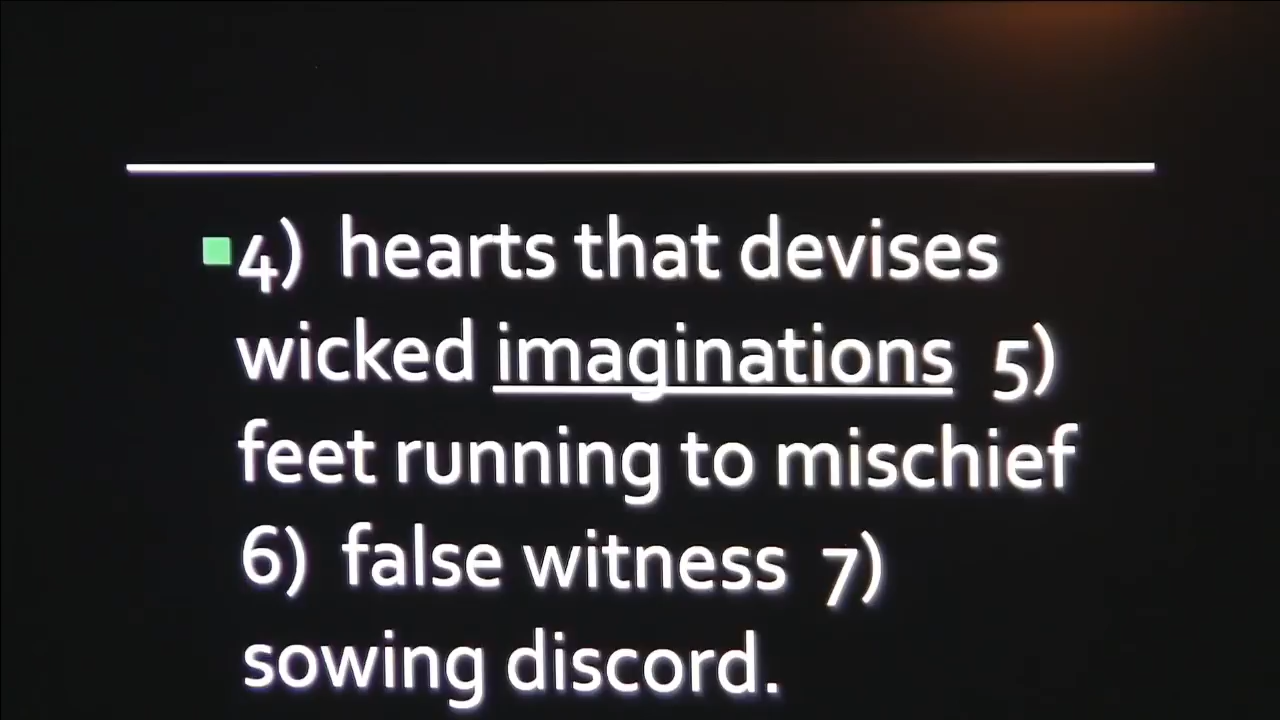 4) hearts that devises
wicked imaginations 5)
feet running to mischief
6) false witness 7)
sowing discord.